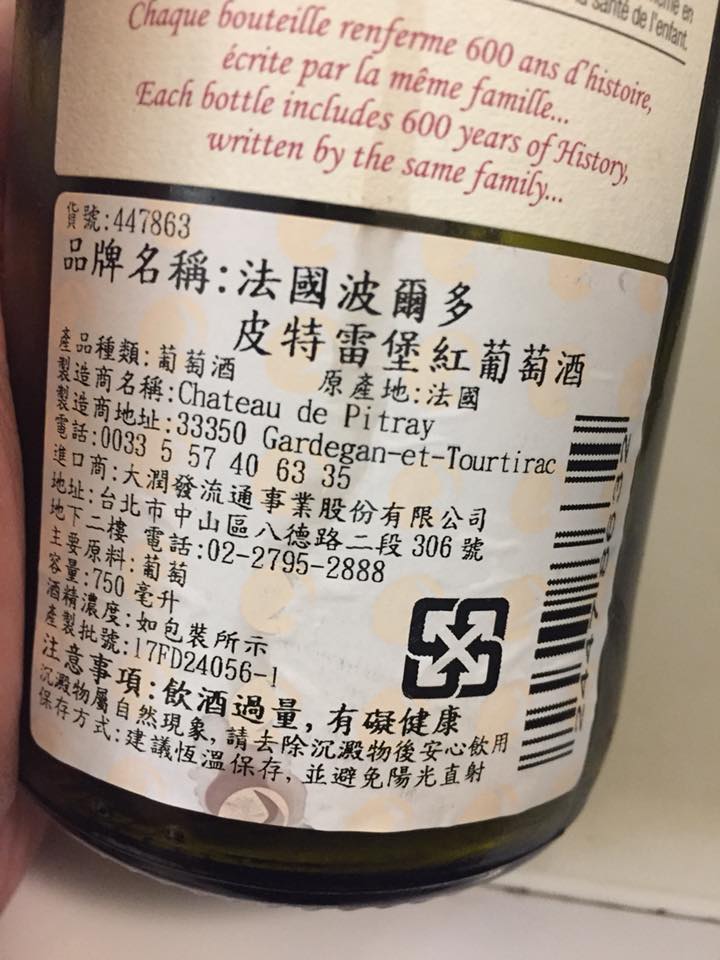 santé de l'enfant.
Chaque bouteille renferme 600 ans d'histoire,
écrite par la même famille...
Each bottle includes 600 years of History,
written by the same family...
貨號:447863
品牌名稱:法國波爾多
皮特雷堡紅葡萄酒
產品種類:葡萄酒 原產地:法國
製造商名稱:Chateau de Pitray
製造商地址:33350 Gardegan-et-Tourtirac
電話:0033 5 57 40 63 35
進口商:大潤發流通事業股份有限公司
地址:台北市中山區八德路二段306號
地下二樓 電話:02-2795-2888
主要原料:葡萄
容量:750 毫升
酒精濃度:如包裝所示
產製批號:17FD24056-1
注意事項:飲酒過量,有礙健康
沉澱物屬自然現象,請去除沉澱物後安心飲用
保存方式:建議恆溫保存,並避免陽光直射